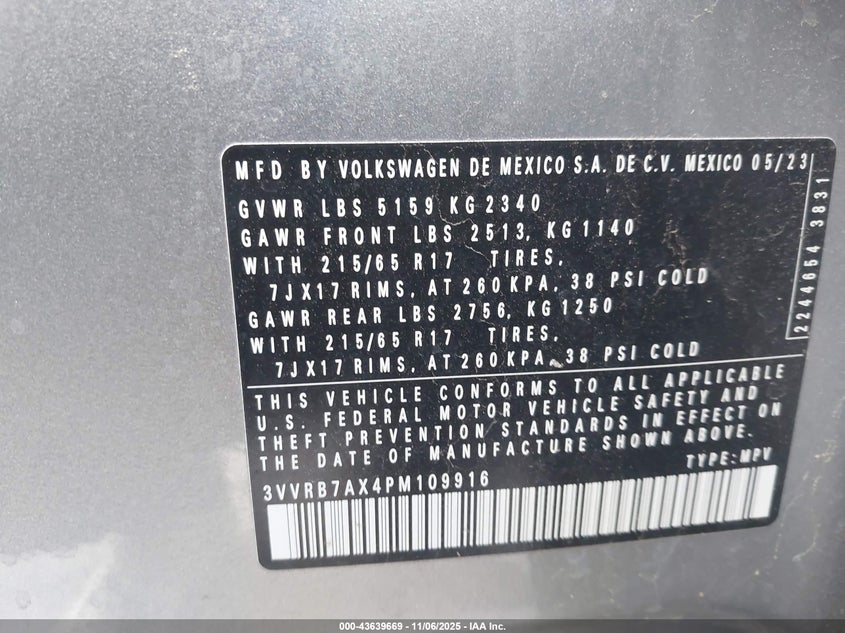 MFD BY VOLKSWAGEN DE MEXICO S.A. DE C.V. MEXICO 05/23
GVWR LBS 5159 KG 2340
GAWR FRONT LBS 2513, KG 1140
WITH 215/65 R17 TIRES,
7JX17 RIMS, AT 260 KPA, 38 PSI COLD
GAWR REAR LBS 2756, KG 1250
WITH 215/65 R17 TIRES,
7JX17 RIMS, AT 260 KPA, 38 PSI COLD
2244654 3831
THIS VEHICLE CONFORMS TO ALL APPLICABLE
U.S. FEDERAL MOTOR VEHICLE SAFETY AND
THEFT PREVENTION STANDARDS IN EFFECT ON
THE DATE OF MANUFACTURE SHOWN ABOVE.
3VVRB7AX4PM109916 TYPE: MPV
000-43639669 - 11/06/2025 - IAA Inc.